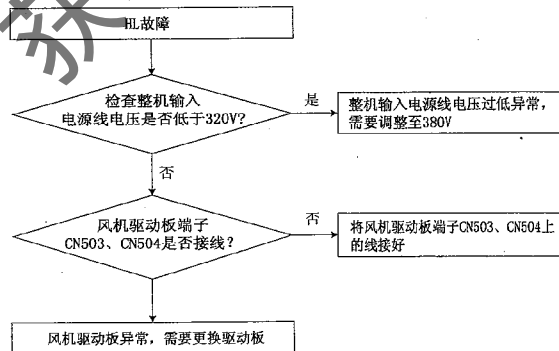 HL故障
检查整机输入
电源线电压是否低于320V?
是
整机输入电源线电压过低异常，
需要调整至380V
否
风机驱动板端子
CN503、CN504是否接线？
否
将风机驱动板端子CN503、CN504上
的线接好
风机驱动板异常，需要更换驱动板